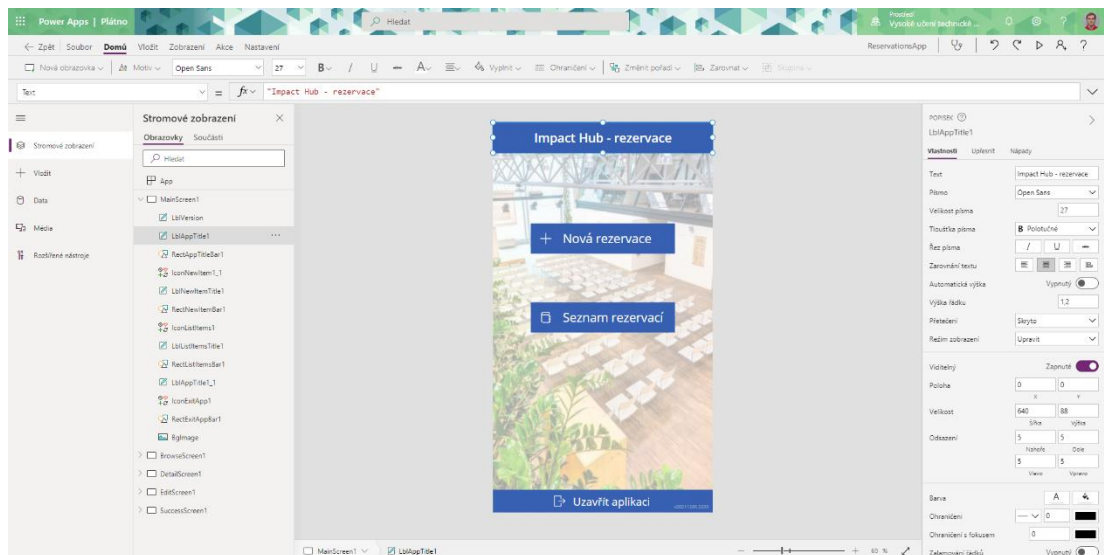 Power Apps | Plátno
Hledat
Prostředí
Vysoké učení technické ...
Zpět Soubor Domů Vložit Zobrazení Akce Nastavení
ReservationsApp
Nová obrazovka Motiv Open Sans 27 B / U Vyplnit Ohraničení Změnit pořadí Zarovnat Skupina
Text = fx "Impact Hub - rezervace"
Stromové zobrazení
Vložit
Data
Média
Rozšířené nástroje
Stromové zobrazení
Obrazovky Součásti
Hledat
App
MainScreen1
LblVersion
LblAppTitle1 ...
RectAppTitleBar1
IconNewItem1_1
LblNewItemTitle1
RectNewItemBar1
IconListItems1
LblListItemsTitle1
RectListItemsBar1
LblAppTitle1_1
IconExitApp1
RectExitAppBar1
BgImage
BrowseScreen1
DetailScreen1
EditScreen1
SuccessScreen1
Impact Hub - rezervace
Nová rezervace
Seznam rezervací
Uzavřít aplikaci
MainScreen1 LblAppTitle1
60 %
POPISEK
LblAppTitle1
Vlastnosti Upřesnit Nápady
Text Impact Hub - rezervace
Písmo Open Sans
Velikost písma 27
Tloušťka písma B Polotučné
Řez písma / U
Zarovnání textu
Automatická výška Vypnutý
Výška řádku 1,2
Přetečení Skryto
Režim zobrazení Upravit
Viditelný Zapnuté
Poloha 0 0
X Y
Velikost 640 88
Šířka Výška
Odsazení 5 5
Nahoře Dole
5 5
Vlevo Vpravo
Barva A
Ohraničení 0
Ohraničení s fokusem 0
Zalamování řádků Vypnutý